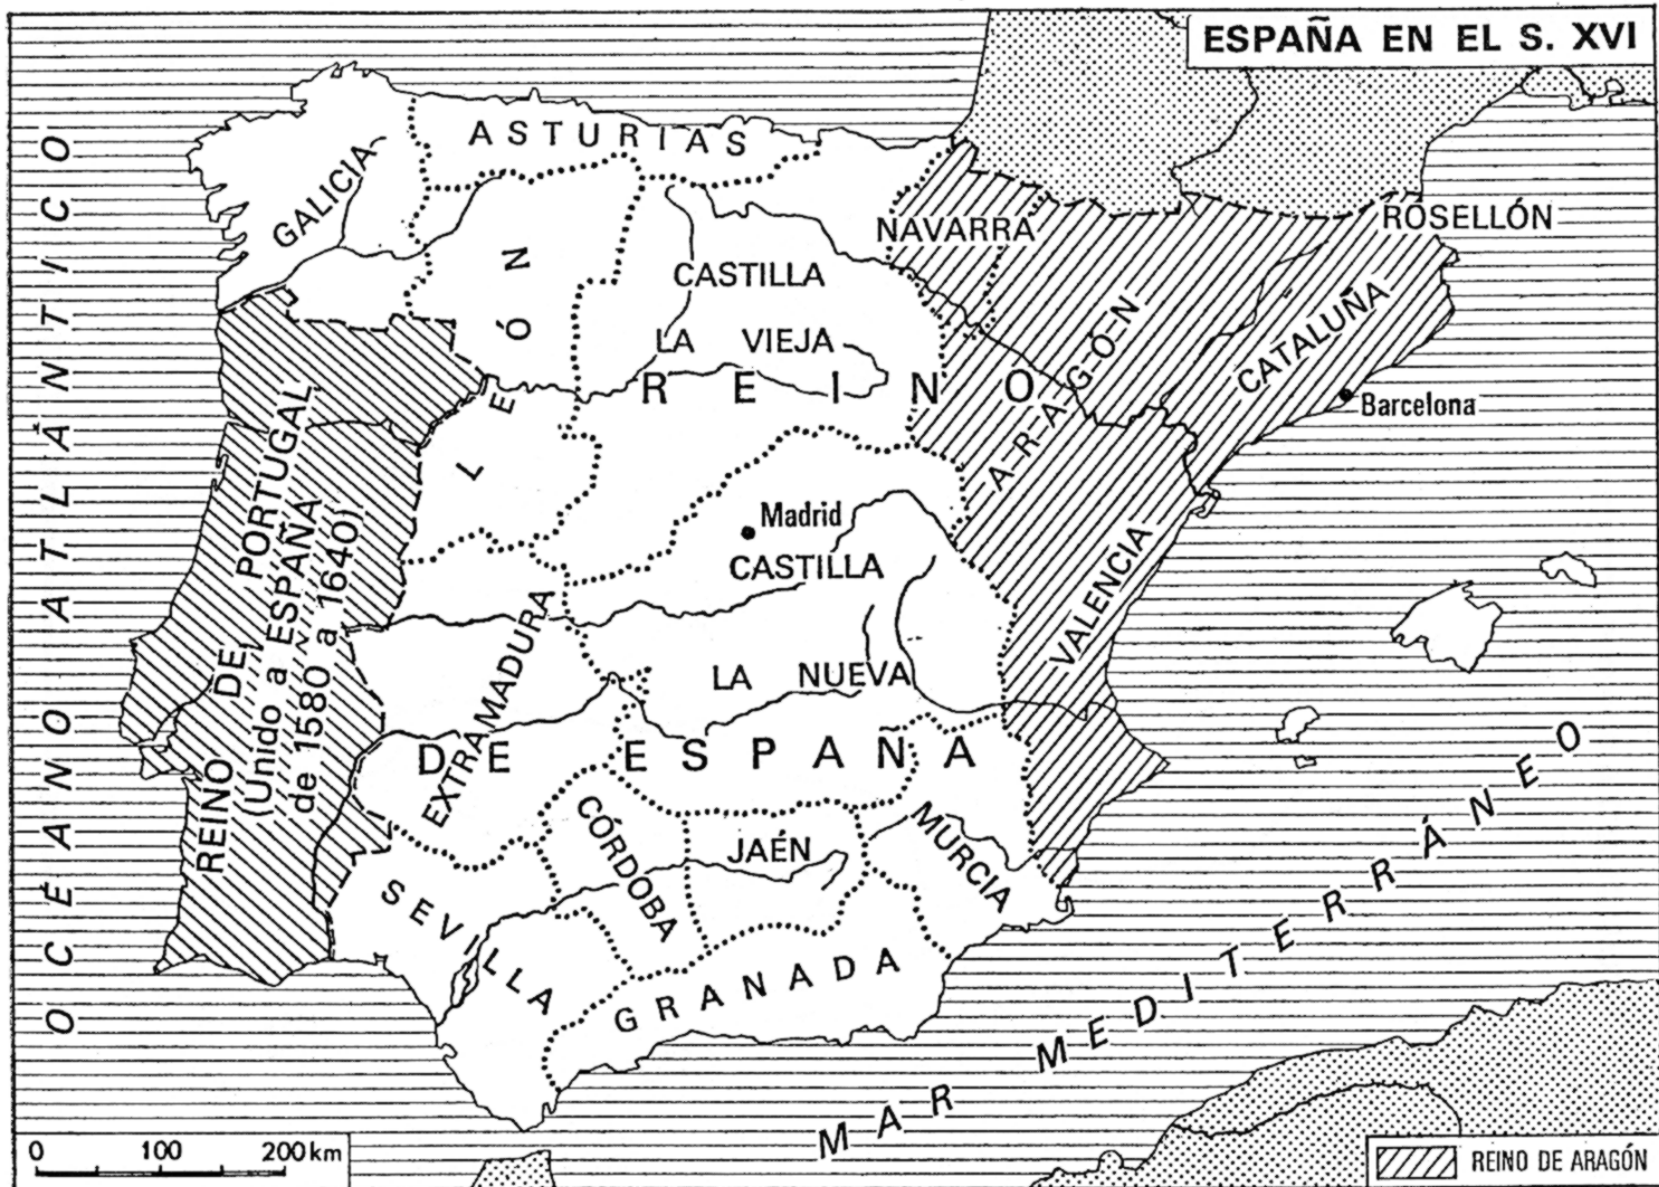 ESPAÑA EN EL S. XVI
OCEANO ATLÁNTICO
ASTURIAS
GALICIA
LEÓN
NAVARRA
ROSELLÓN
CASTILLA
LA VIEJA
ARAGÓN
CATALUÑA
Barcelona
REINO
Madrid
CASTILLA
LA NUEVA
VALENCIA
REINO DE PORTUGAL
(Unido a ESPAÑA
de 1580 a 1640)
EXTRAMADURA
DE ESPAÑA
CÓRDOBA
JAÉN
MURCIA
SEVILLA
GRANADA
MAR MEDITERRÁNEO
0 100 200 km
REINO DE ARAGÓN